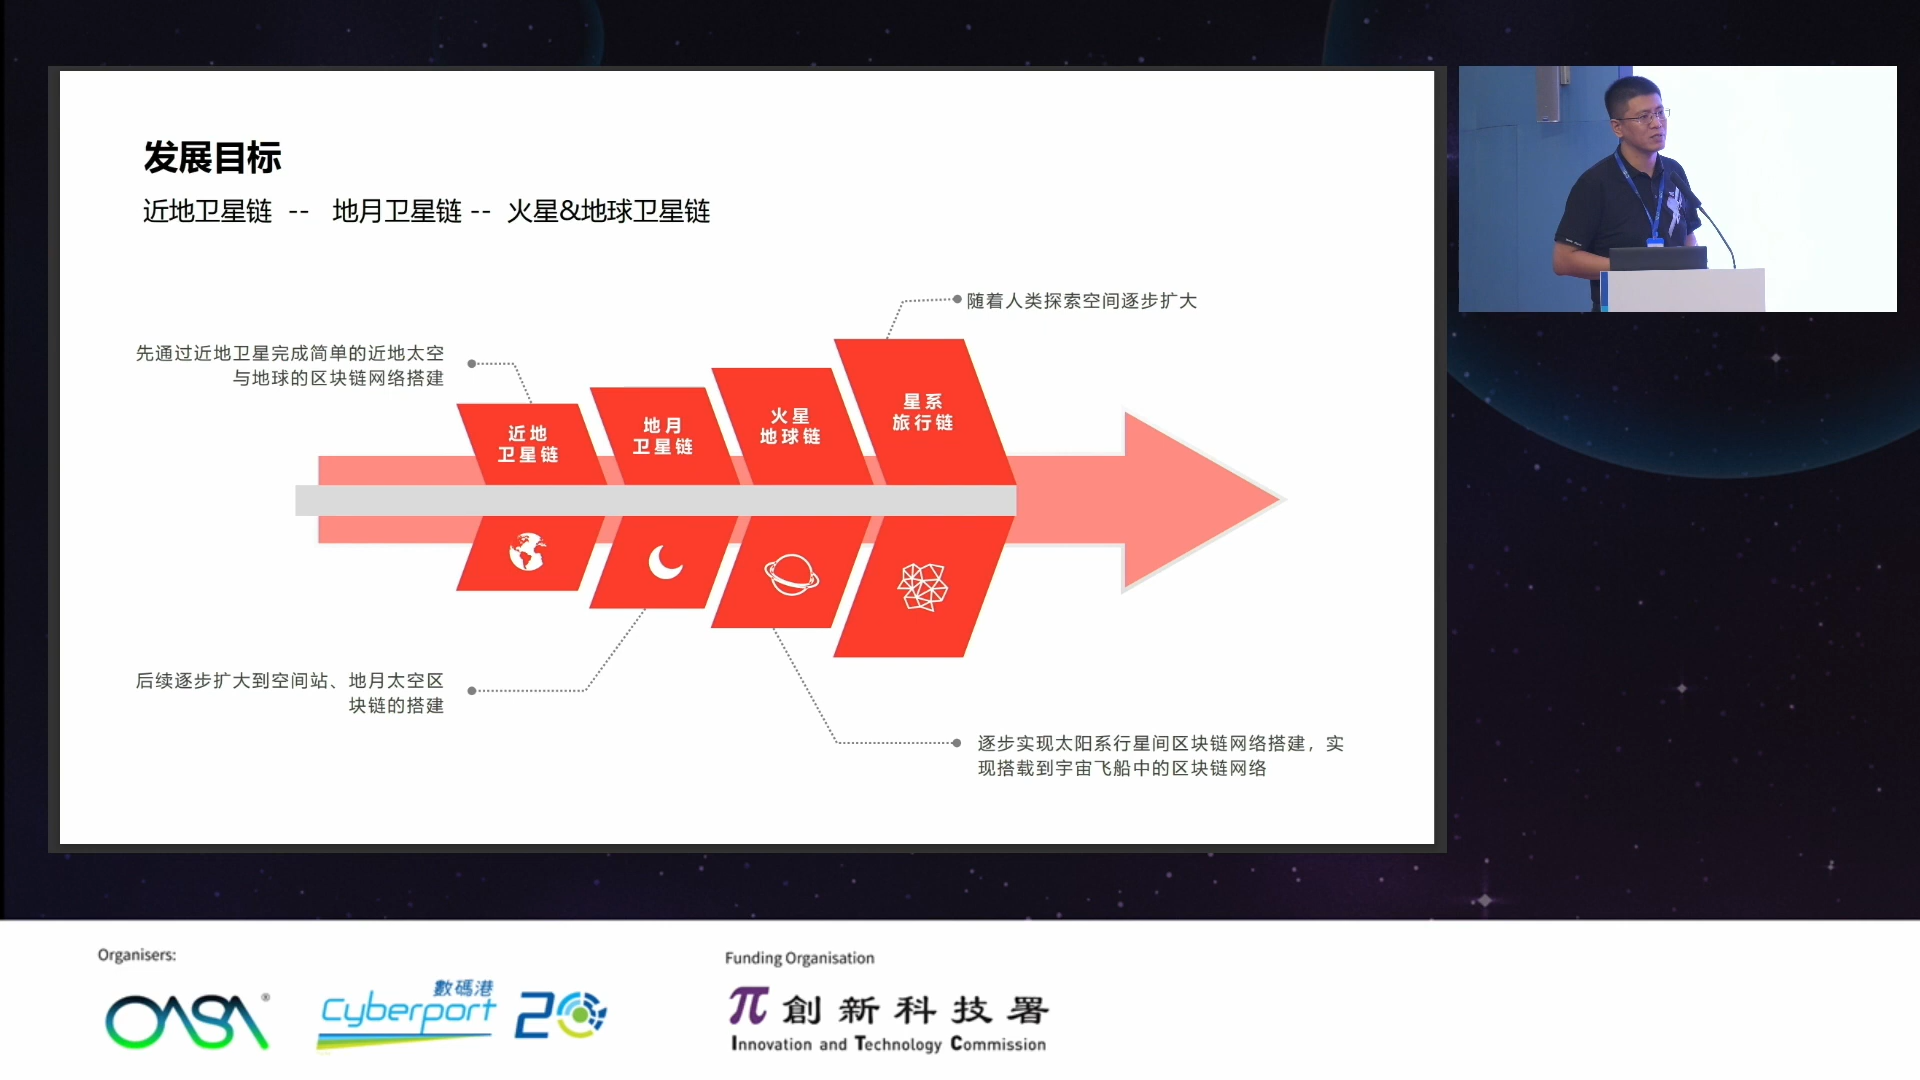 发展目标
近地卫星链 -- 地月卫星链 -- 火星&地球卫星链
随着人类探索空间逐步扩大
先通过近地卫星完成简单的近地太空
与地球的区块链网络搭建
近地
卫星链
地月
卫星链
火星
地球链
星系
旅行链
后续逐步扩大到空间站、地月太空区
块链的搭建
逐步实现太阳系行星间区块链网络搭建，实
现搭载到宇宙飞船中的区块链网络
Organisers:
OASA®
數碼港
Cyberport
20
Funding Organisation
創新科技署
Innovation and Technology Commission